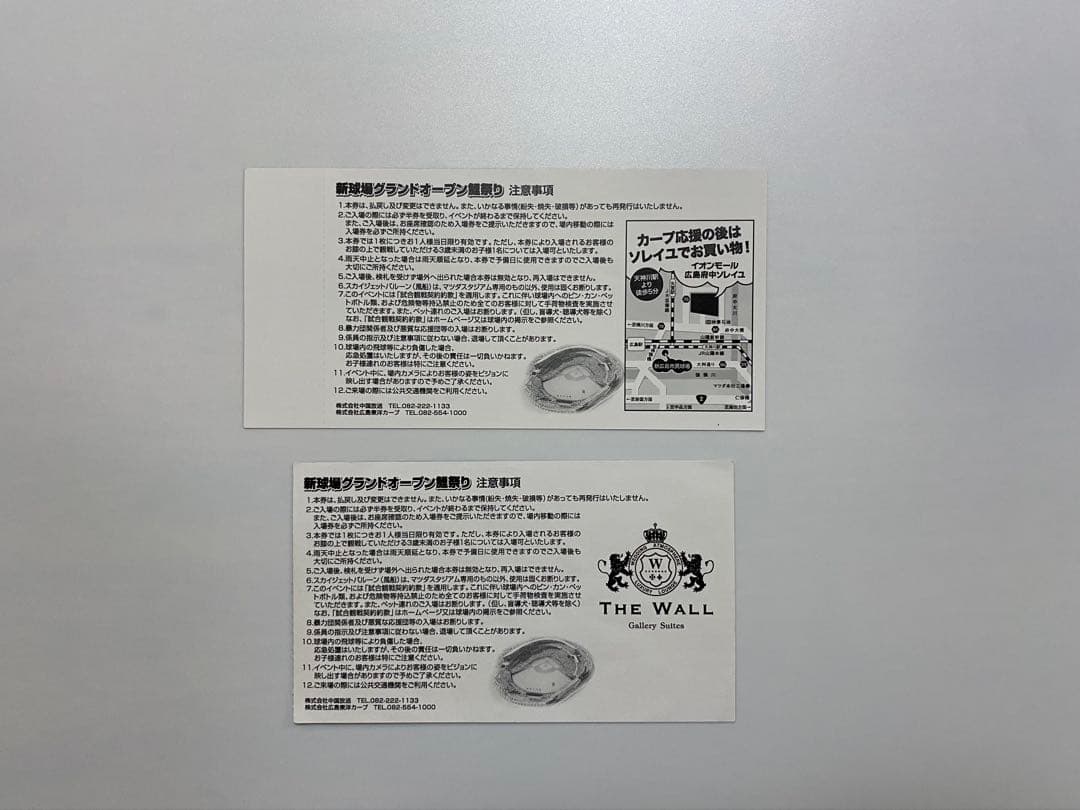 新球場グランドオープン鯉祭り 注意事項
1.本券は、払戻し及び変更はできません。また、いかなる事情(紛失・焼失・破損等)があっても再発行はいたしません。
2.ご入場の際には必ず半券を受取り、イベントが終わるまで保持してください。
また、ご入場後は、お座席確認のため入場券をご提示いただきますので、場内移動の際には
入場券を必ずご所持ください。
3.本券では1枚につきお1人様当日限り有効です。ただし、本券により入場されるお客様の
お膝の上で観戦していただける3歳未満のお子様1名については入場可といたします。
4.雨天中止となった場合は雨天順延となり、本券で予備日に使用できますのでご入場後も
大切にご所持ください。
5.ご入場後、検札を受けず場外へ出られた場合本券は無効となり、再入場はできません。
6.スカイジェットバルーン(風船)は、マツダスタジアム専用のもの以外、使用は固くお断りします。
7.このイベントには「試合観戦契約約款」を適用します。これに伴い球場内へのビン・カン・ペッ
トボトル類、および危険物等持込禁止のため全てのお客様に対して手荷物検査を実施させ
ていただきます。また、ペット連れのご入場はお断りします。(但し、盲導犬・聴導犬等を除く)
なお、「試合観戦契約約款」はホームページ又は球場内の掲示をご参照ください。
8.暴力団関係者及び悪質な応援団等の入場はお断りします。
9.係員の指示及び注意事項に従わない場合、退場して頂くことがあります。
10.球場内の飛球等により負傷した場合、
応急処置はいたしますが、その後の責任は一切負いかねます。
お子様連れのお客様は特にご注意ください。
11.イベント中に、場内カメラによりお客様の姿をビジョンに
映し出す場合がありますので予めご了承ください。
12.ご来場の際には公共交通機関をご利用ください。
株式会社中国放送 TEL.082-222-1133
株式会社広島東洋カープ TEL.082-554-1000
カープ応援の後は
ソレイユでお買い物!
イオンモール
広島府中ソレイユ
天神川駅
より
徒歩5分
広島駅
JR山陽本線
新広島市民球場
新球場グランドオープン鯉祭り 注意事項
1.本券は、払戻し及び変更はできません。また、いかなる事情(紛失・焼失・破損等)があっても再発行はいたしません。
2.ご入場の際には必ず半券を受取り、イベントが終わるまで保持してください。
また、ご入場後は、お座席確認のため入場券をご提示いただきますので、場内移動の際には
入場券を必ずご所持ください。
3.本券では1枚につきお1人様当日限り有効です。ただし、本券により入場されるお客様の
お膝の上で観戦していただける3歳未満のお子様1名については入場可といたします。
4.雨天中止となった場合は雨天順延となり、本券で予備日に使用できますのでご入場後も
大切にご所持ください。
5.ご入場後、検札を受けず場外へ出られた場合本券は無効となり、再入場はできません。
6.スカイジェットバルーン(風船)は、マツダスタジアム専用のもの以外、使用は固くお断りします。
7.このイベントには「試合観戦契約約款」を適用します。これに伴い球場内へのビン・カン・ペッ
トボトル類、および危険物等持込禁止のため全てのお客様に対して手荷物検査を実施させ
ていただきます。また、ペット連れのご入場はお断りします。(但し、盲導犬・聴導犬等を除く)
なお、「試合観戦契約約款」はホームページ又は球場内の掲示をご参照ください。
8.暴力団関係者及び悪質な応援団等の入場はお断りします。
9.係員の指示及び注意事項に従わない場合、退場して頂くことがあります。
10.球場内の飛球等により負傷した場合、
応急処置はいたしますが、その後の責任は一切負いかねます。
お子様連れのお客様は特にご注意ください。
11.イベント中に、場内カメラによりお客様の姿をビジョンに
映し出す場合がありますので予めご了承ください。
12.ご来場の際には公共交通機関をご利用ください。
株式会社中国放送 TEL.082-222-1133
株式会社広島東洋カープ TEL.082-554-1000
W
LUXURY LOUNGE
THE WALL
Gallery Suites